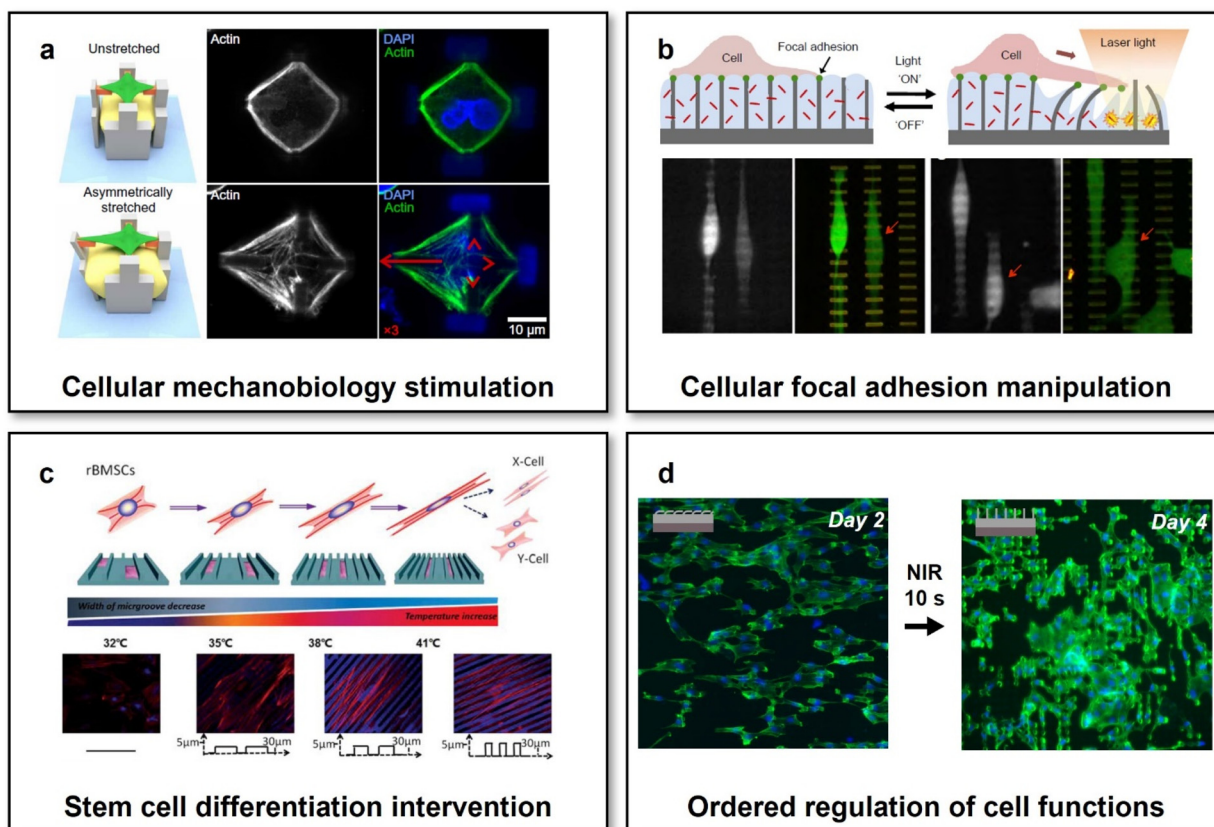 a
Unstretched
Actin
DAPI
Actin
Asymmetrically
stretched
Actin
DAPI
Actin
×3
10 µm
Cellular mechanobiology stimulation
b
Cell
Focal adhesion
Light
'ON'
'OFF'
Cell
Laser light
Cellular focal adhesion manipulation
c
rBMSCs
X-Cell
Y-Cell
Width of micrgroove decrease
Temperature increase
32℃ 35℃ 38℃ 41℃
5µm 30µm 5µm 30µm 5µm 30µm
Stem cell differentiation intervention
d
Day 2
NIR
10 s
Day 4
Ordered regulation of cell functions